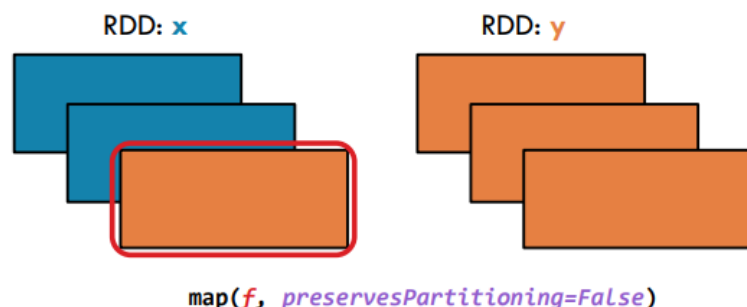 RDD: x
RDD: y
map(f, preservesPartitioning=False)